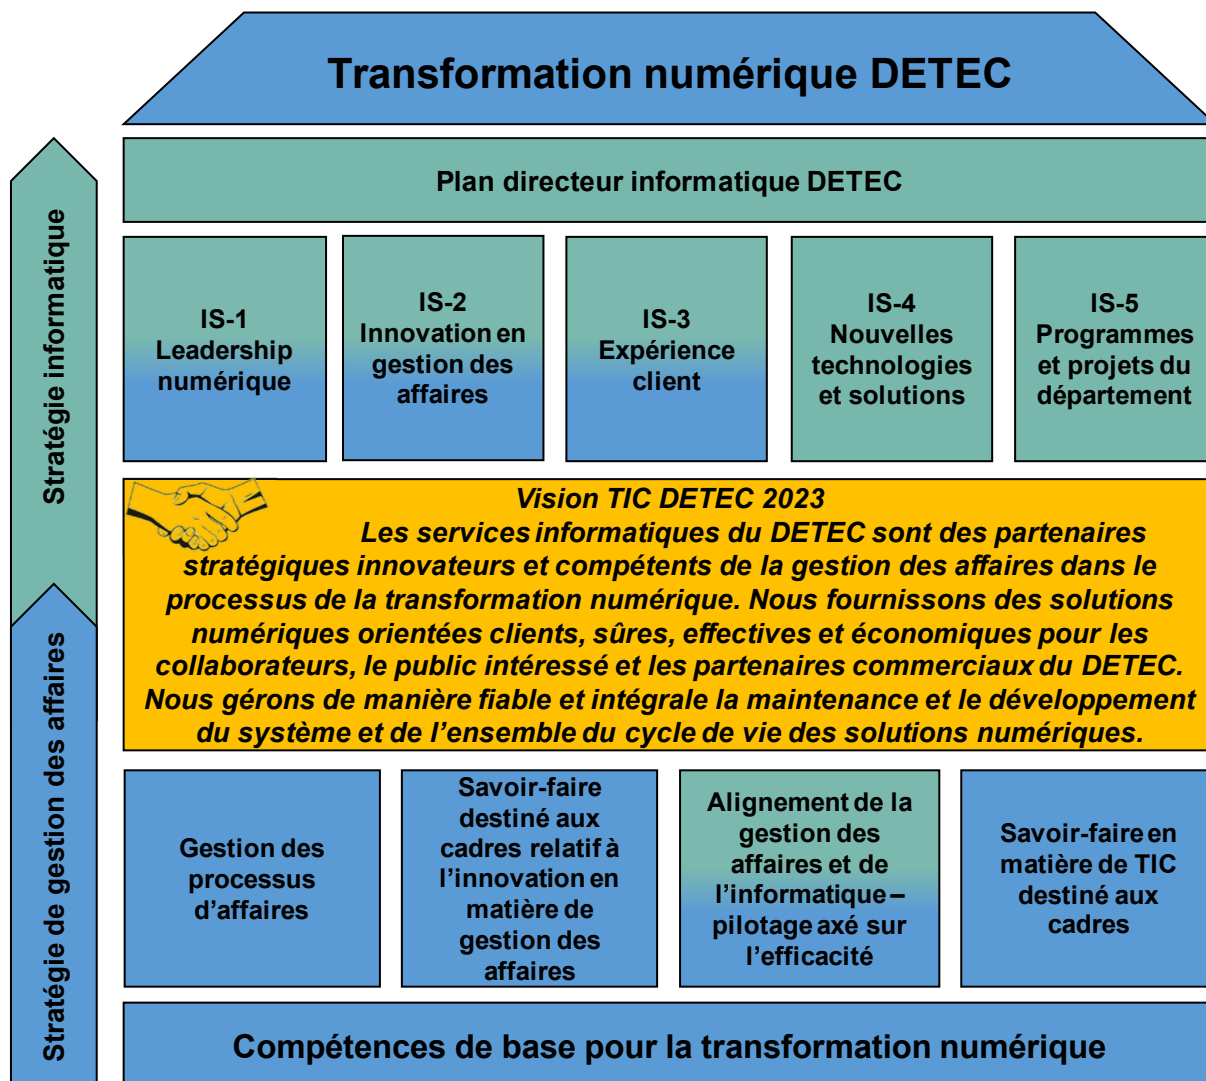 Transformation numérique DETEC
Plan directeur informatique DETEC
Stratégie informatique
IS-1
Leadership
numérique
IS-2
Innovation en
gestion des
affaires
IS-3
Expérience
client
IS-4
Nouvelles
technologies
et solutions
IS-5
Programmes
et projets du
département
Vision TIC DETEC 2023
Les services informatiques du DETEC sont des partenaires
stratégiques innovateurs et compétents de la gestion des affaires dans le
processus de la transformation numérique. Nous fournissons des solutions
numériques orientées clients, sûres, effectives et économiques pour les
collaborateurs, le public intéressé et les partenaires commerciaux du DETEC.
Nous gérons de manière fiable et intégrale la maintenance et le développement
du système et de l’ensemble du cycle de vie des solutions numériques.
Stratégie de gestion des affaires
Gestion des
processus
d’affaires
Savoir-faire
destiné aux
cadres relatif à
l’innovation en
matière de
gestion des
affaires
Alignement de la
gestion des
affaires et de
l’informatique –
pilotage axé sur
l’efficacité
Savoir-faire en
matière de TIC
destiné aux
cadres
Compétences de base pour la transformation numérique